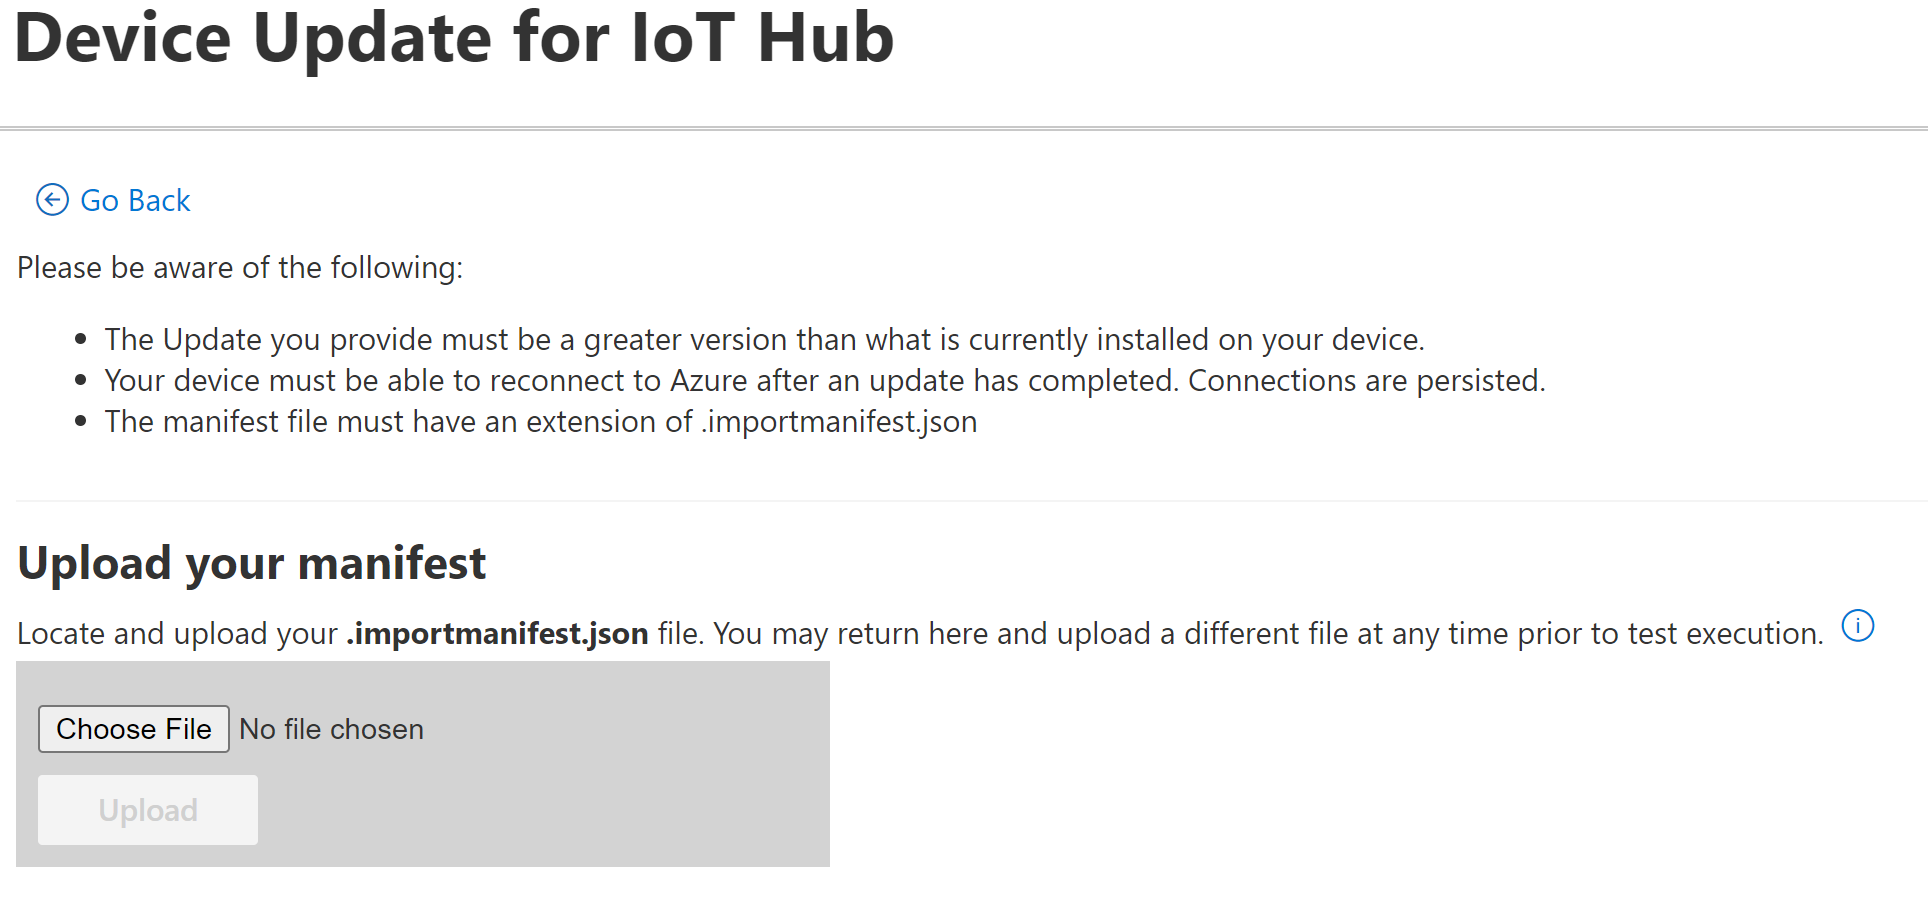 Device Update for IoT Hub
Go Back
Please be aware of the following:
• The Update you provide must be a greater version than what is currently installed on your device.
• Your device must be able to reconnect to Azure after an update has completed. Connections are persisted.
• The manifest file must have an extension of .importmanifest.json
Upload your manifest
Locate and upload your .importmanifest.json file. You may return here and upload a different file at any time prior to test execution.
Choose File No file chosen
Upload